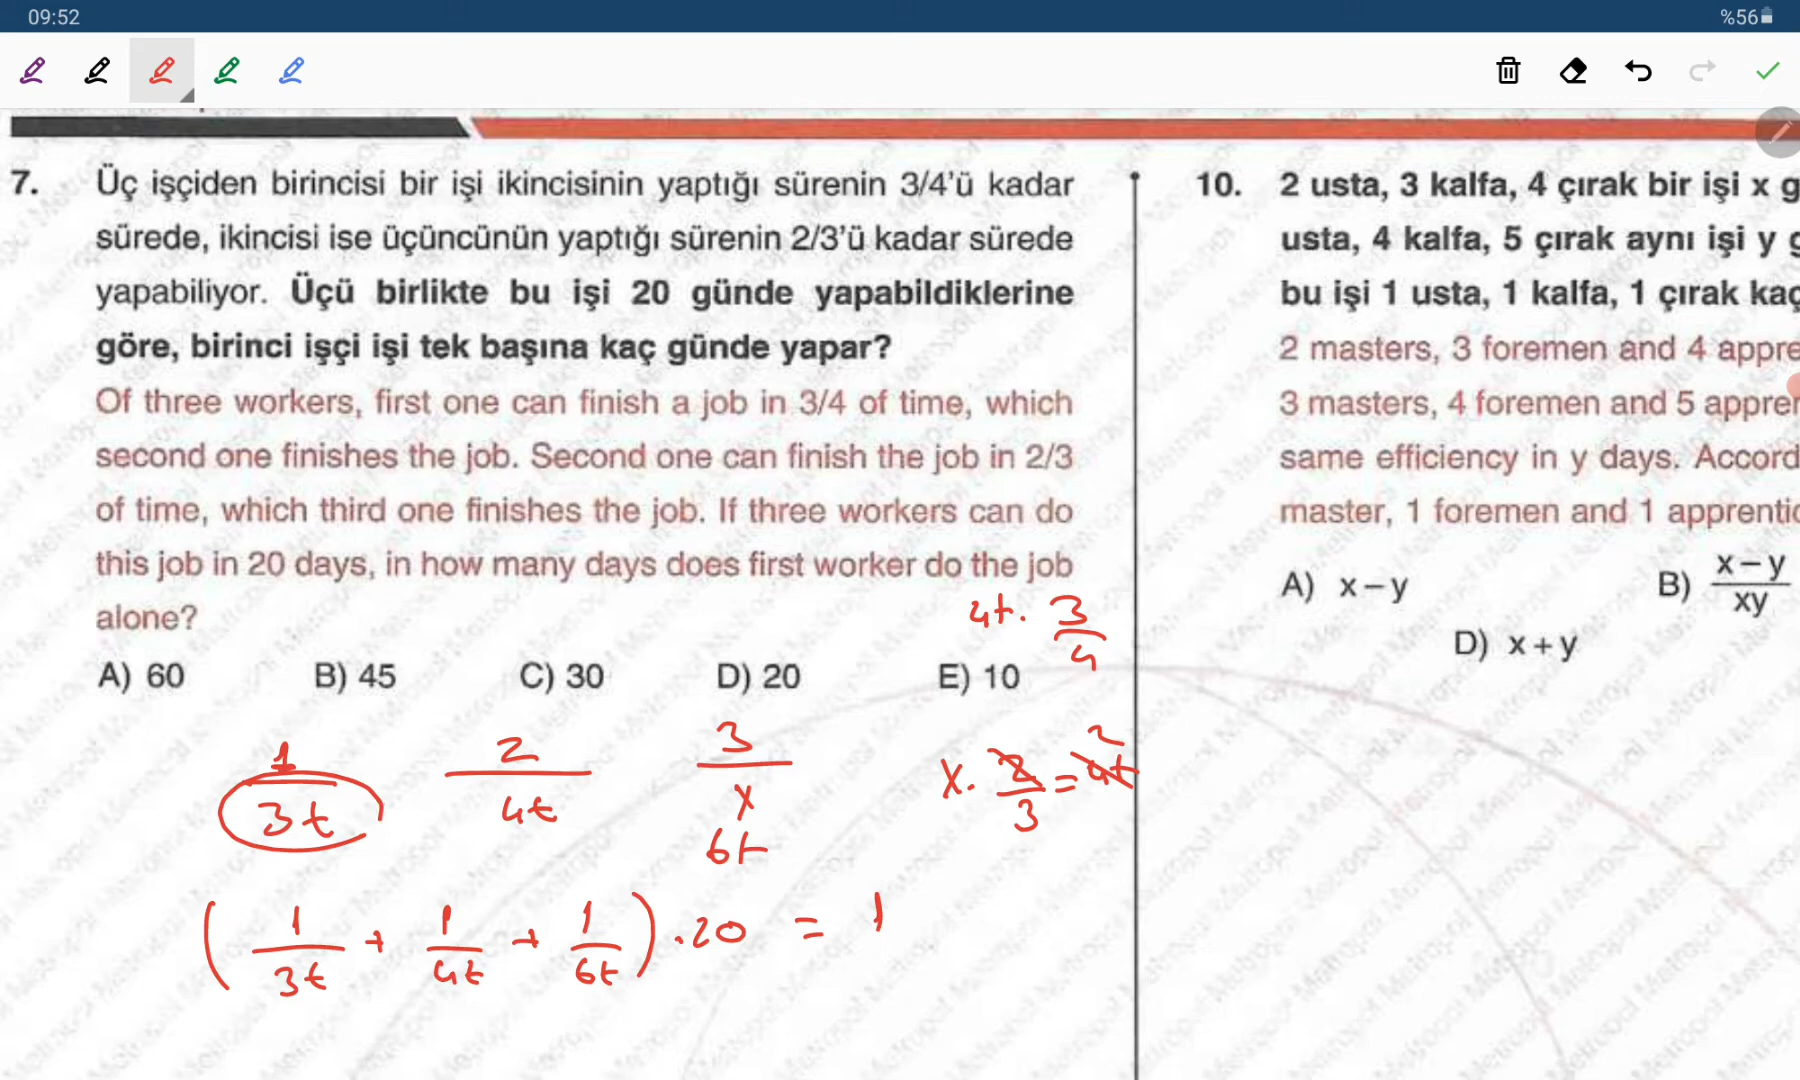 09:52
%56
7. Üç işçiden birincisi bir işi ikincisinin yaptığı sürenin 3/4'ü kadar
sürede, ikincisi ise üçüncünün yaptığı sürenin 2/3'ü kadar sürede
yapabiliyor. Üçü birlikte bu işi 20 günde yapabildiklerine
göre, birinci işçi işi tek başına kaç günde yapar?
Of three workers, first one can finish a job in 3/4 of time, which
second one finishes the job. Second one can finish the job in 2/3
of time, which third one finishes the job. If three workers can do
this job in 20 days, in how many days does first worker do the job
alone?
4t. 3/4
A) 60 B) 45 C) 30 D) 20 E) 10
1/3t 2/4t 3/x 6t x. 2/3 = 4t 2
( 1/3t + 1/4t + 1/6t ) .20 = 1
10. 2 usta, 3 kalfa, 4 çırak bir işi x g
usta, 4 kalfa, 5 çırak aynı işi y g
bu işi 1 usta, 1 kalfa, 1 çırak kaç
2 masters, 3 foremen and 4 appre
3 masters, 4 foremen and 5 appren
same efficiency in y days. Accord
master, 1 foremen and 1 apprentic
A) x – y B) x – y / xy
D) x + y